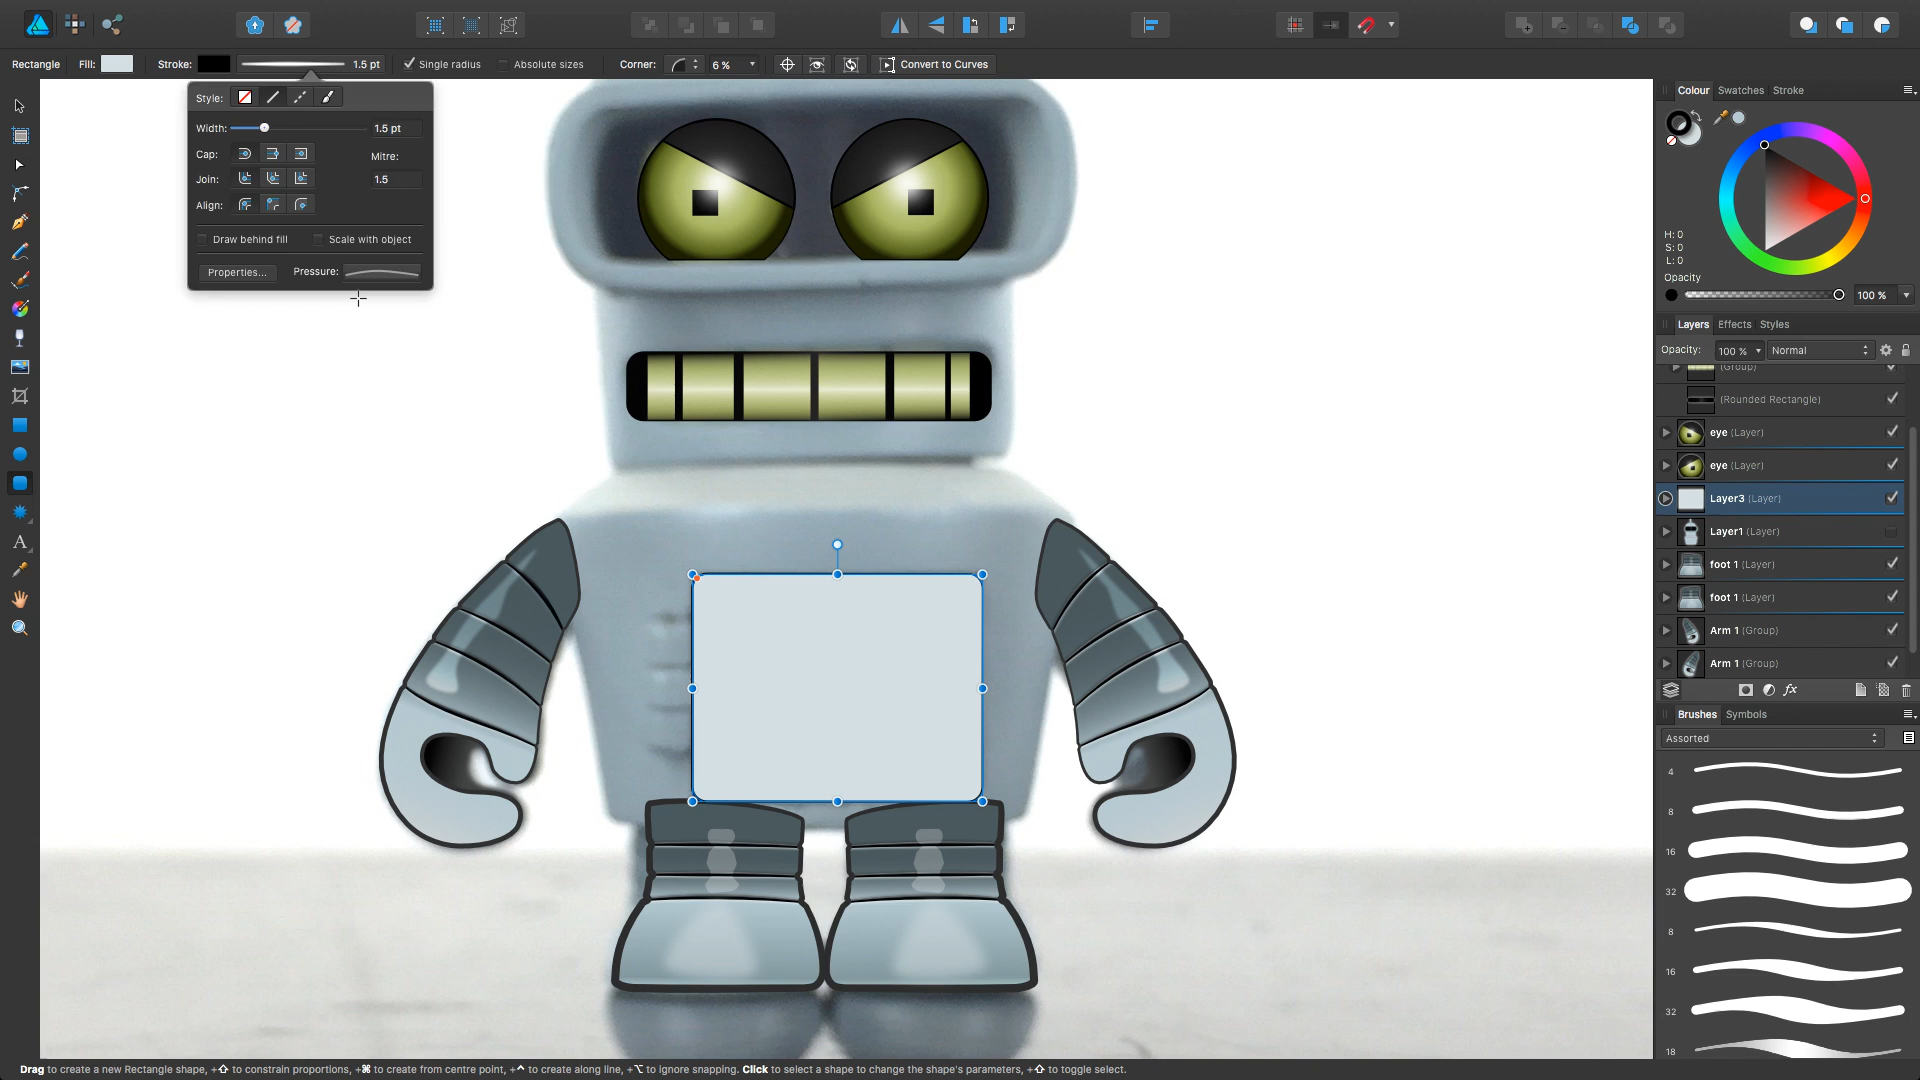 Rectangle Fill: Stroke: 1.5 pt Single radius Absolute sizes Corner: 6 % Convert to Curves
Style:
Width: 1.5 pt
Cap: Mitre:
Join: 1.5
Align:
Draw behind fill Scale with object
Properties... Pressure:
Colour Swatches Stroke
H: 0
S: 0
L: 0
Opacity
100 %
Layers Effects Styles
Opacity: 100 % Normal
(Group)
(Rounded Rectangle)
eye (Layer)
eye (Layer)
Layer3 (Layer)
Layer1 (Layer)
foot 1 (Layer)
foot 1 (Layer)
Arm 1 (Group)
Arm 1 (Group)
fx
Brushes Symbols
Assorted
4
8
16
32
8
16
32
18
A
Drag to create a new Rectangle shape, +⇧ to constrain proportions, +⌘ to create from centre point, +^ to create along line, +⌥ to ignore snapping. Click to select a shape to change the shape's parameters, +⇧ to toggle select.